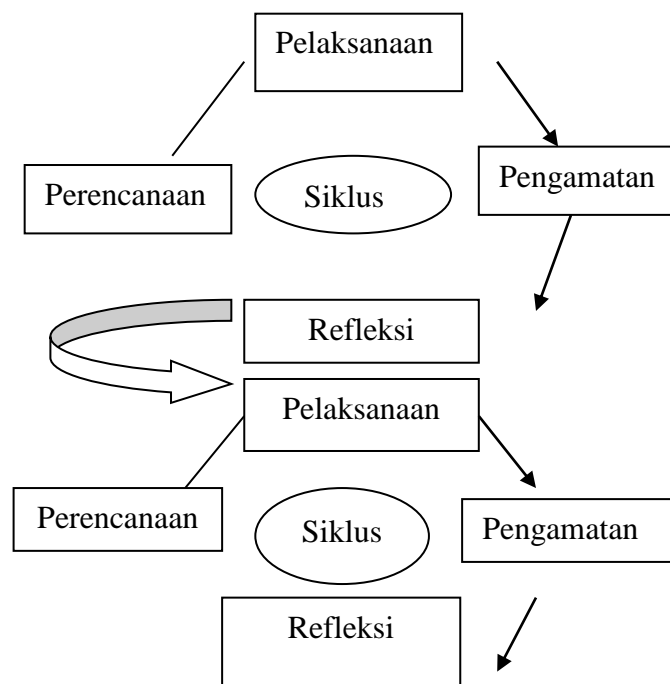 Pelaksanaan
Perencanaan
Siklus
Pengamatan
Refleksi
Pelaksanaan
Perencanaan
Siklus
Pengamatan
Refleksi